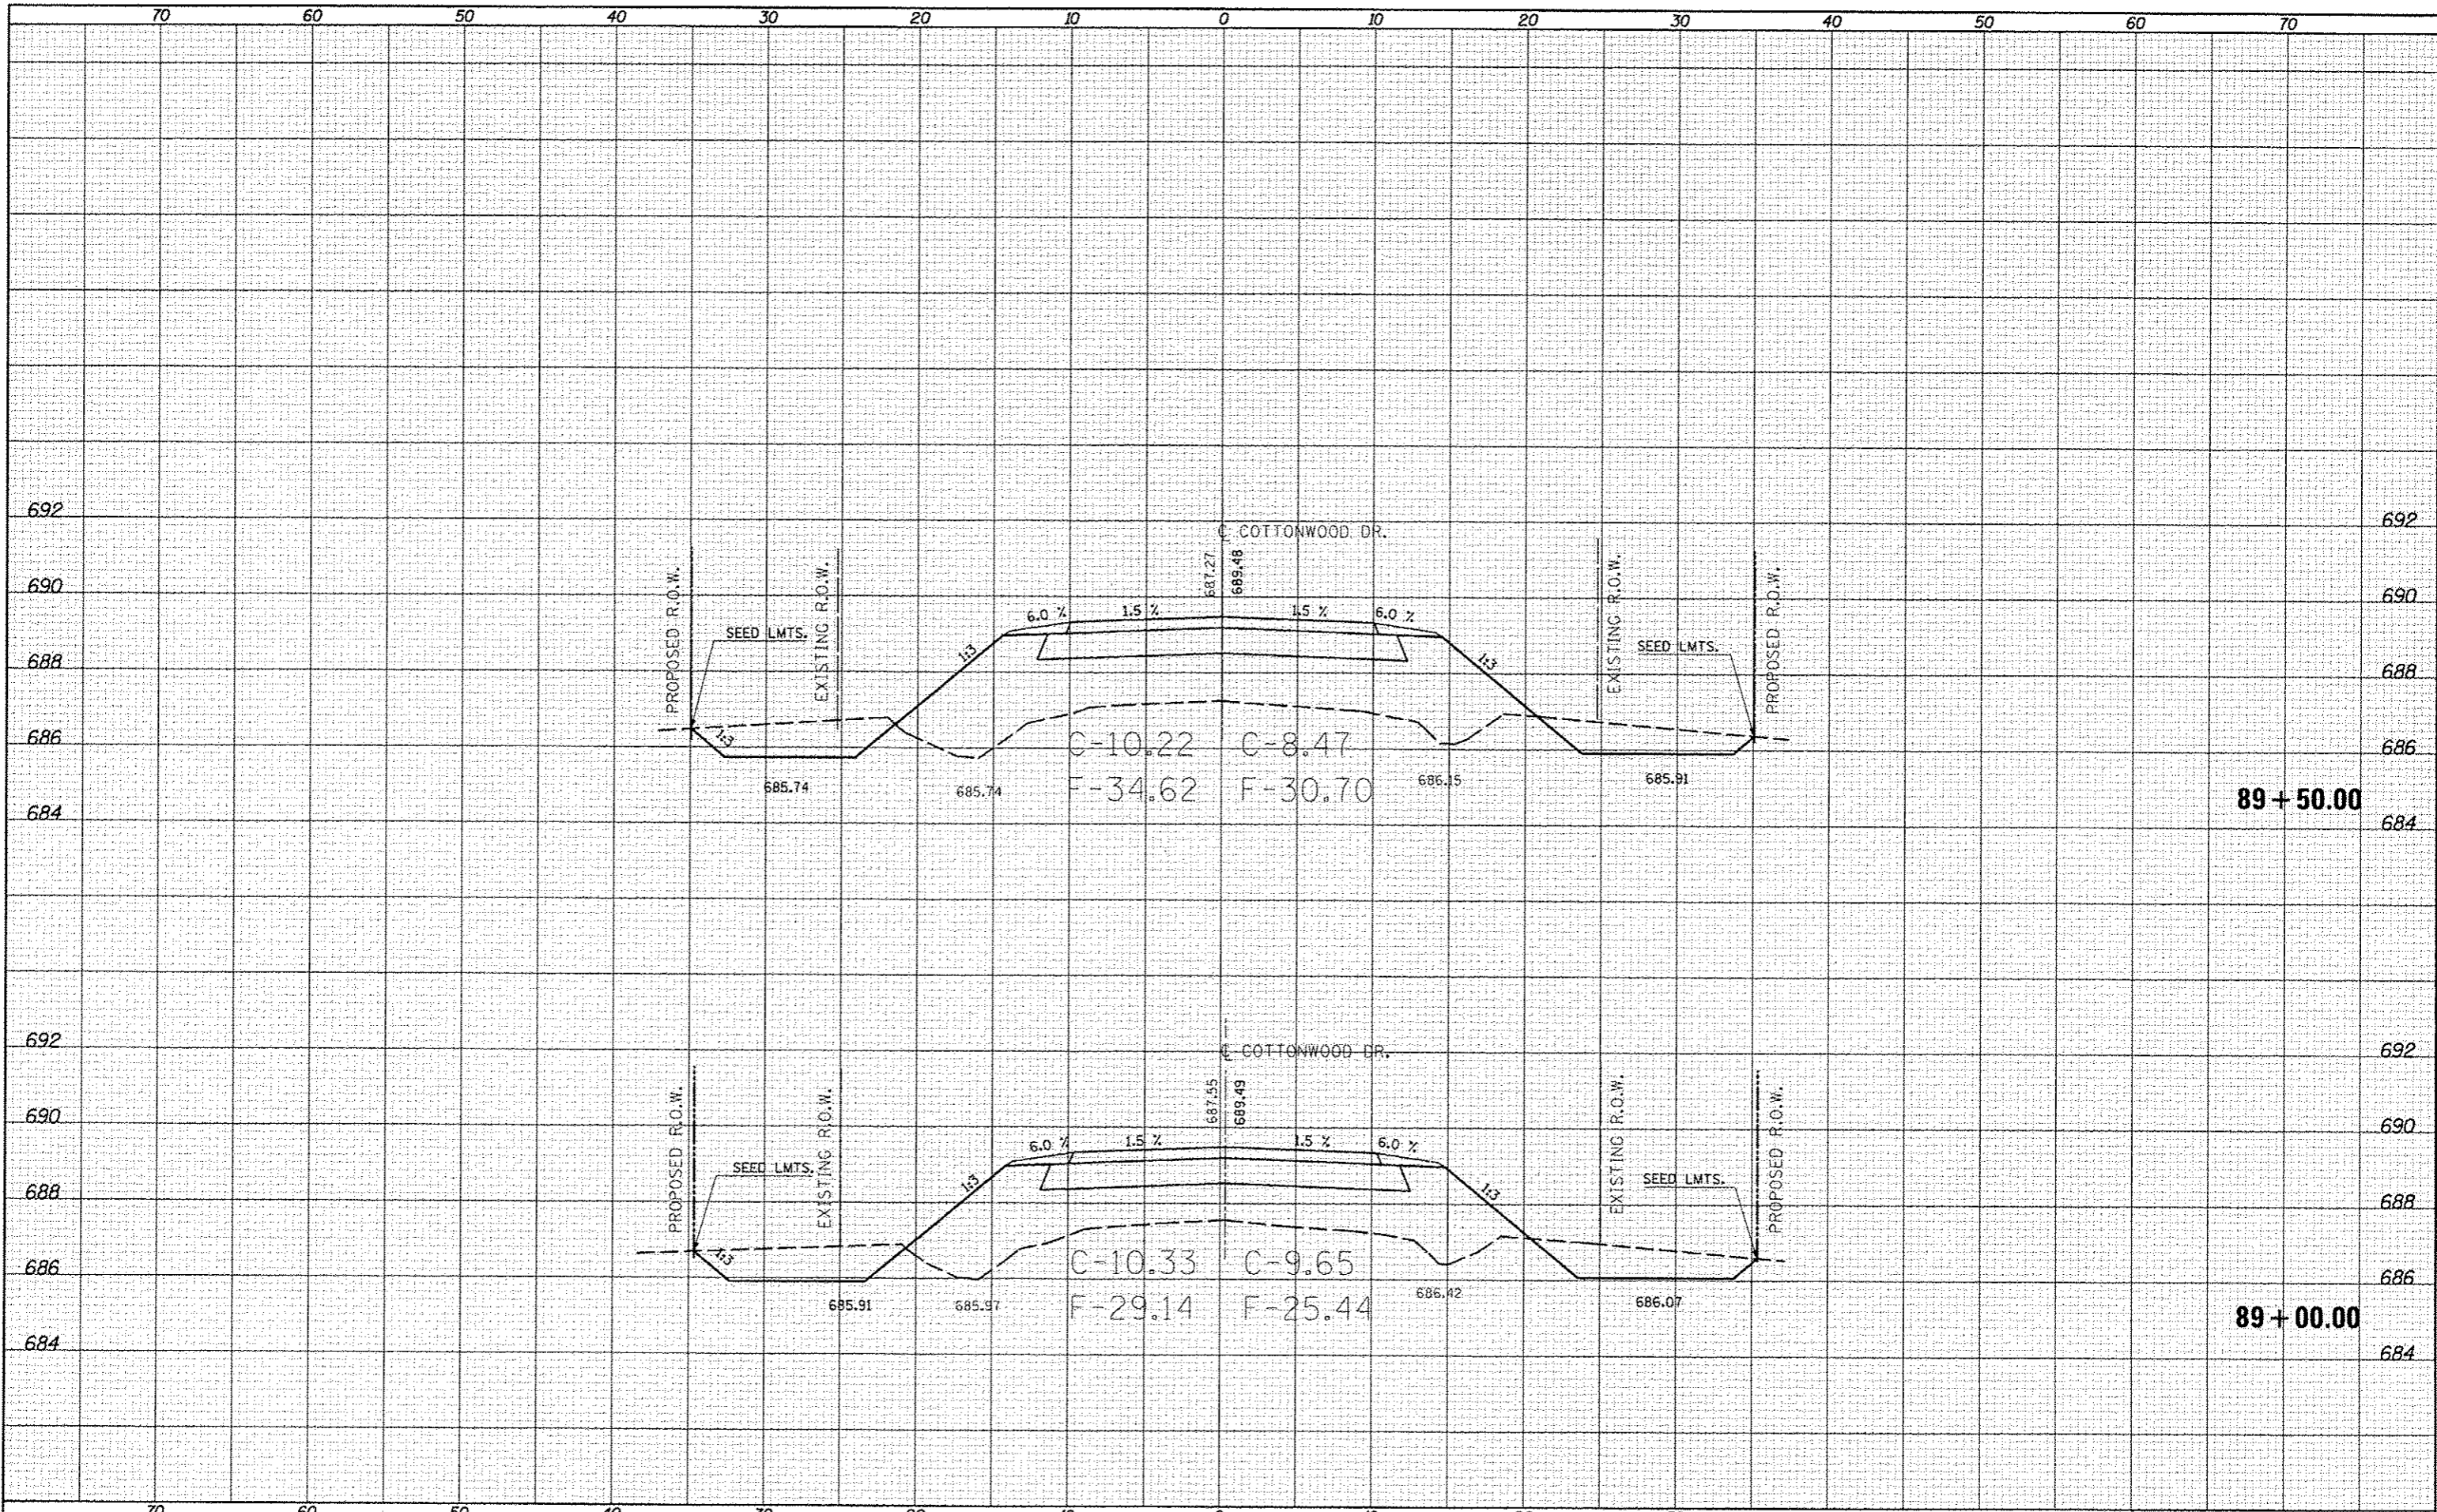 70 60 50 40 30 20 10 0 10 20 30 40 50 60 70
692 692
℄ COTTONWOOD DR.
687.27
689.48
690 690
PROPOSED R.O.W.
EXISTING R.O.W.
EXISTING R.O.W.
PROPOSED R.O.W.
6.0 % 1.5 % 1.5 % 6.0 %
SEED LMTS. SEED LMTS.
1:3 1:3
688 688
1:3
686 686
C-10.22 C-8.47
685.74 685.74 F-34.62 F-30.70 686.15 685.91
89+50.00
684 684
692 692
℄ COTTONWOOD DR.
687.55
689.49
690 690
PROPOSED R.O.W.
EXISTING R.O.W.
EXISTING R.O.W.
PROPOSED R.O.W.
6.0 % 1.5 % 1.5 % 6.0 %
SEED LMTS. SEED LMTS.
1:3 1:3
688 688
1:3
686 686
C-10.33 C-9.65
685.91 685.97 F-29.14 F-25.44 686.42 686.07
89+00.00
684 684